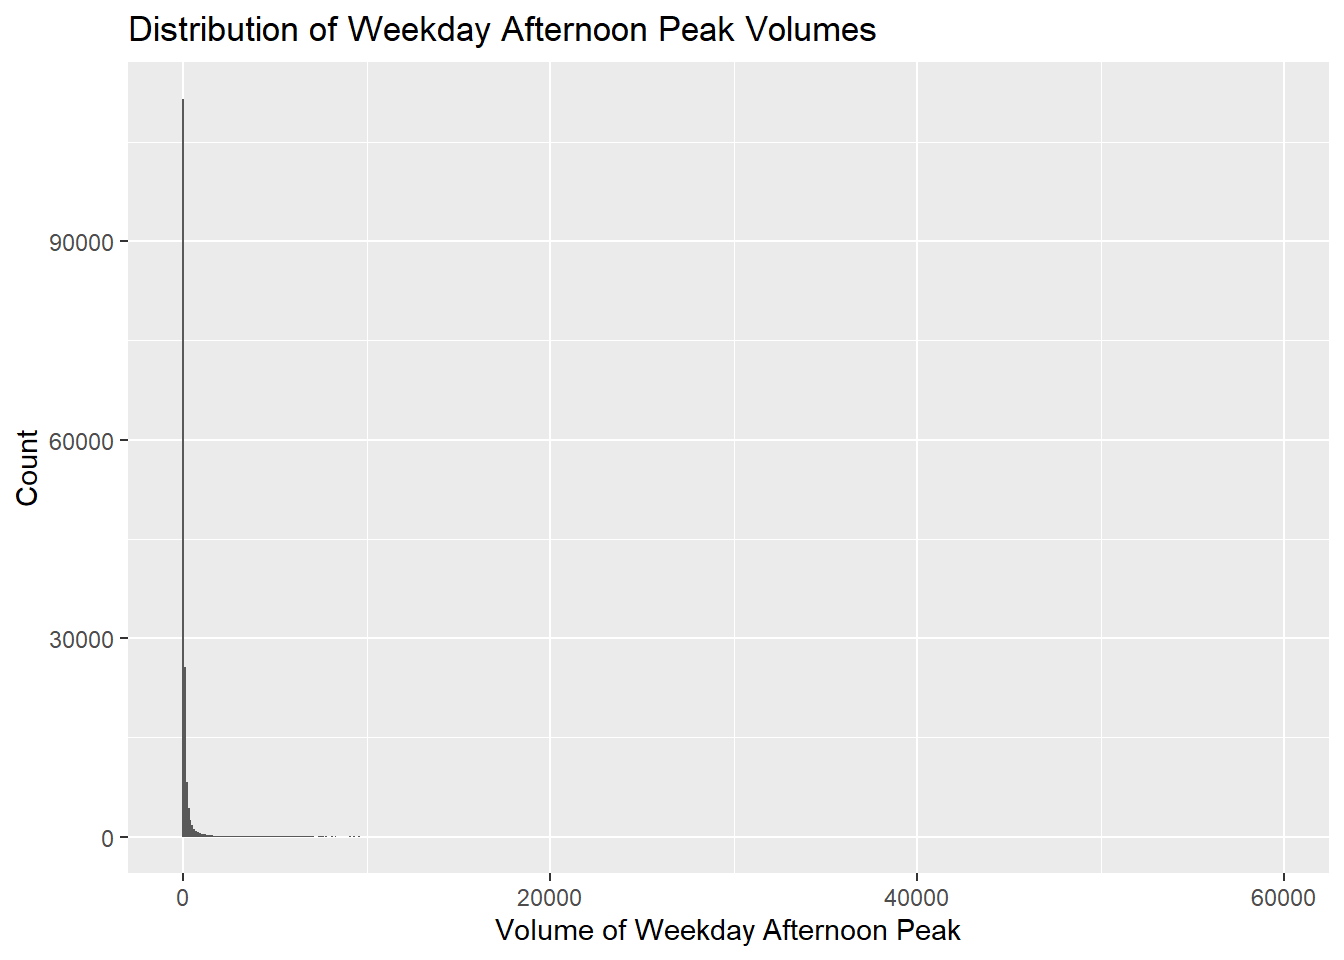 Distribution of Weekday Afternoon Peak Volumes
90000
60000
30000
0
Count
0 20000 40000 60000
Volume of Weekday Afternoon Peak